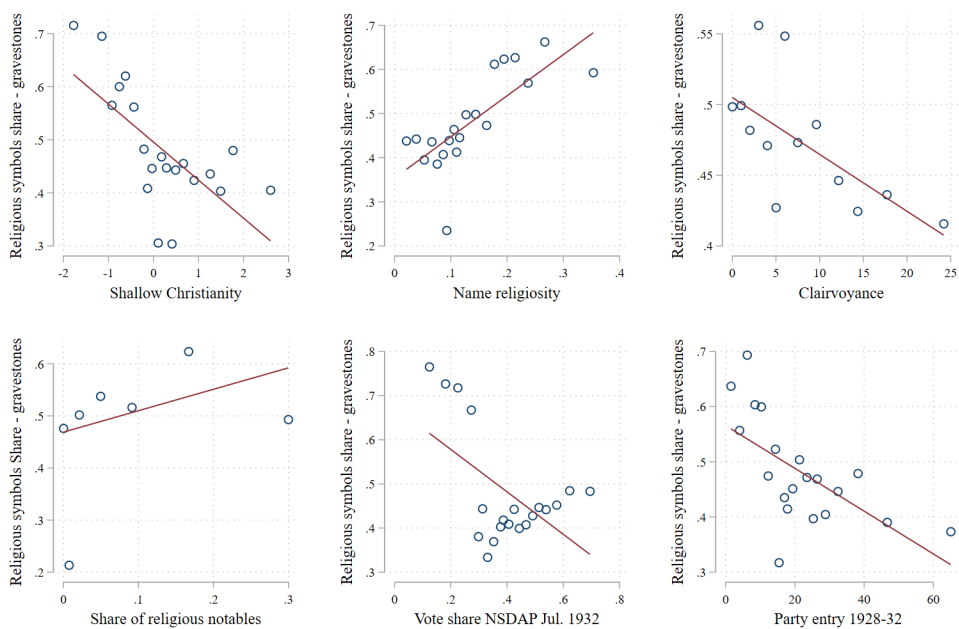 Religious symbols share - gravestones
.7
.6
.5
.4
.3
-2 -1 0 1 2 3
Shallow Christianity
Religious symbols share - gravestones
.7
.6
.5
.4
.3
.2
0 .1 .2 .3 .4
Name religiosity
Religious symbols share - gravestones
.55
.5
.45
.4
0 5 10 15 20 25
Clairvoyance
Religious symbols Share - gravestones
.6
.5
.4
.3
.2
0 .1 .2 .3
Share of religious notables
Religious symbols share - gravestones
.8
.7
.6
.5
.4
.3
0 .2 .4 .6 .8
Vote share NSDAP Jul. 1932
Religious symbols share - gravestones
.7
.6
.5
.4
.3
0 20 40 60
Party entry 1928-32